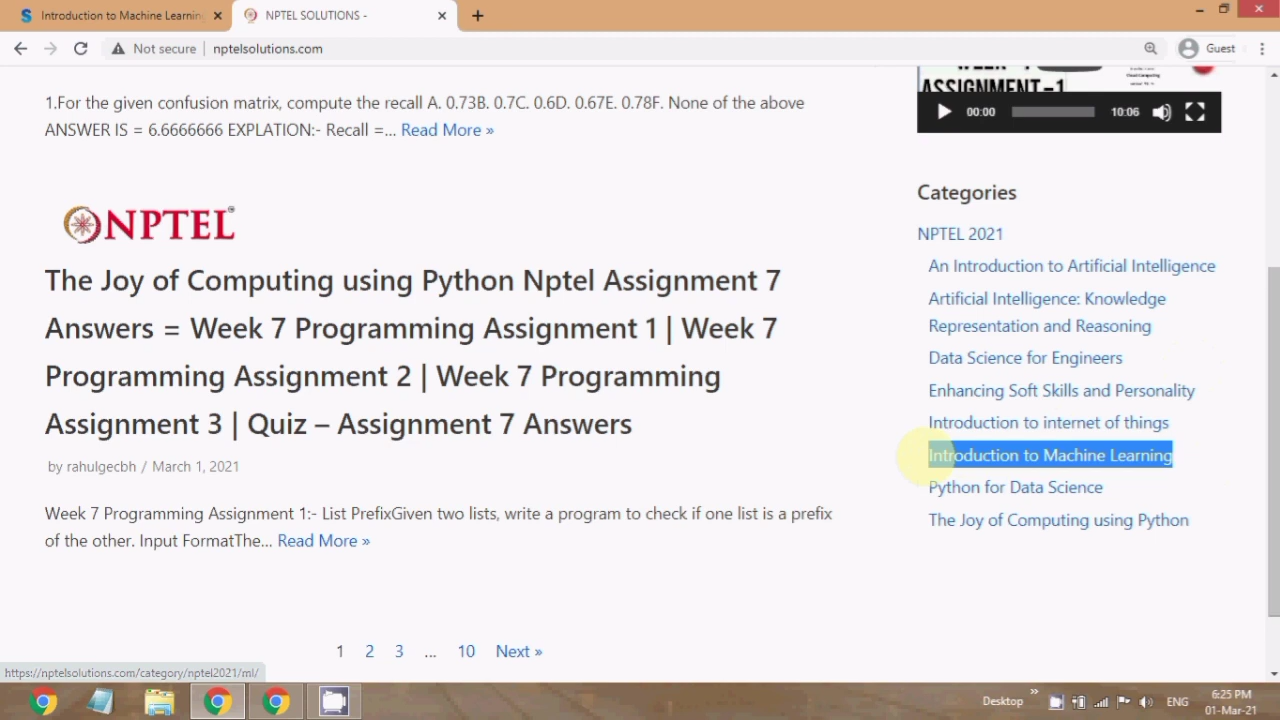 Introduction to Machine Learning
NPTEL SOLUTIONS -
Not secure
nptelsolutions.com
Guest
ASSIGNMENT-1
00:00
10:06
1.For the given confusion matrix, compute the recall A. 0.73B. 0.7C. 0.6D. 0.67E. 0.78F. None of the above
ANSWER IS = 6.6666666 EXPLATION:- Recall =... Read More »
NPTEL
The Joy of Computing using Python Nptel Assignment 7
Answers = Week 7 Programming Assignment 1 | Week 7
Programming Assignment 2 | Week 7 Programming
Assignment 3 | Quiz – Assignment 7 Answers
by rahulgecbh / March 1, 2021
Week 7 Programming Assignment 1:- List PrefixGiven two lists, write a program to check if one list is a prefix
of the other. Input FormatThe... Read More »
1 2 3 ... 10 Next »
Categories
NPTEL 2021
An Introduction to Artificial Intelligence
Artificial Intelligence: Knowledge
Representation and Reasoning
Data Science for Engineers
Enhancing Soft Skills and Personality
Introduction to internet of things
Introduction to Machine Learning
Python for Data Science
The Joy of Computing using Python
https://nptelsolutions.com/category/nptel2021/ml/
Desktop
ENG
6:25 PM
01-Mar-21